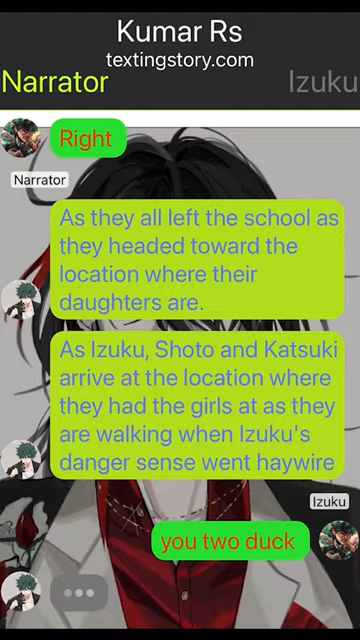 Kumar Rs
textingstory.com
Narrator
Izuku
Right
Narrator
As they all left the school as
they headed toward the
location where their
daughters are.
As Izuku, Shoto and Katsuki
arrive at the location where
they had the girls at as they
are walking when Izuku's
danger sense went haywire
Izuku
you two duck